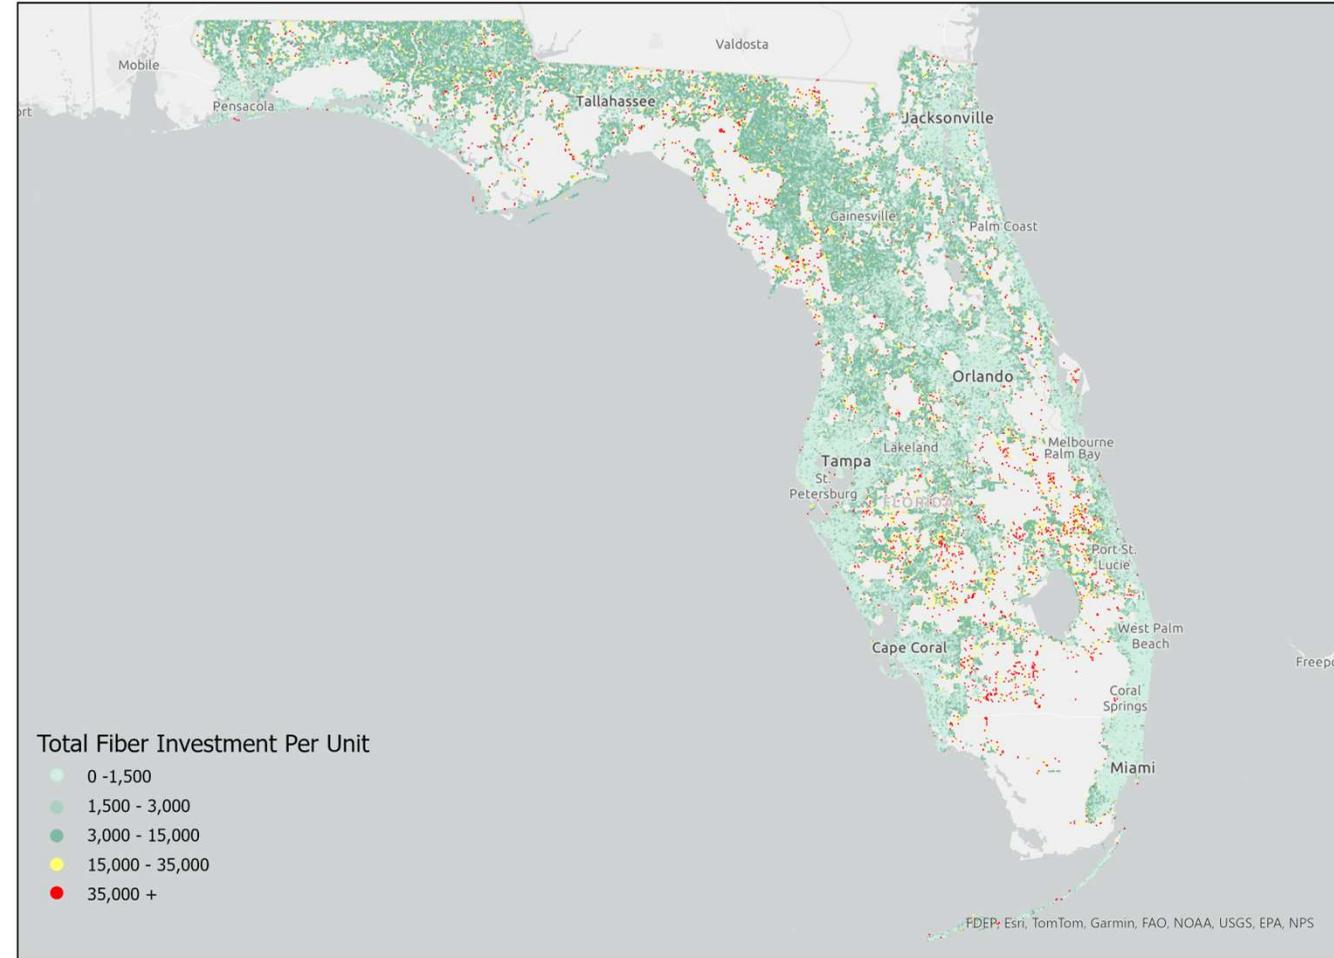 Valdosta
Mobile
ort
Pensacola
Tallahassee
Jacksonville
Gainesville
Palm Coast
Orlando
Melbourne
Palm Bay
Lakeland
Tampa
St.
Petersburg
FLORIDA
Port St.
Lucie
West Palm
Beach
Cape Coral
Freepo
Coral
Springs
Miami
Total Fiber Investment Per Unit
0 -1,500
1,500 - 3,000
3,000 - 15,000
15,000 - 35,000
35,000 +
FDEP, Esri, TomTom, Garmin, FAO, NOAA, USGS, EPA, NPS